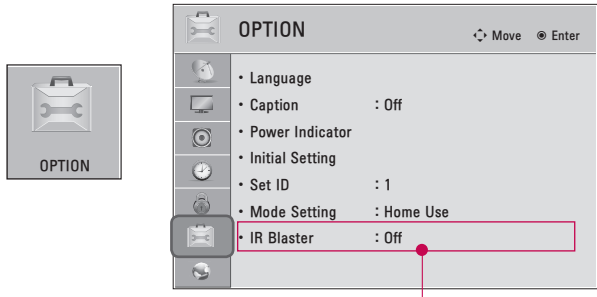 OPTION
OPTION
Move
Enter
• Language
• Caption : Off
• Power Indicator
• Initial Setting
• Set ID : 1
• Mode Setting : Home Use
• IR Blaster : Off